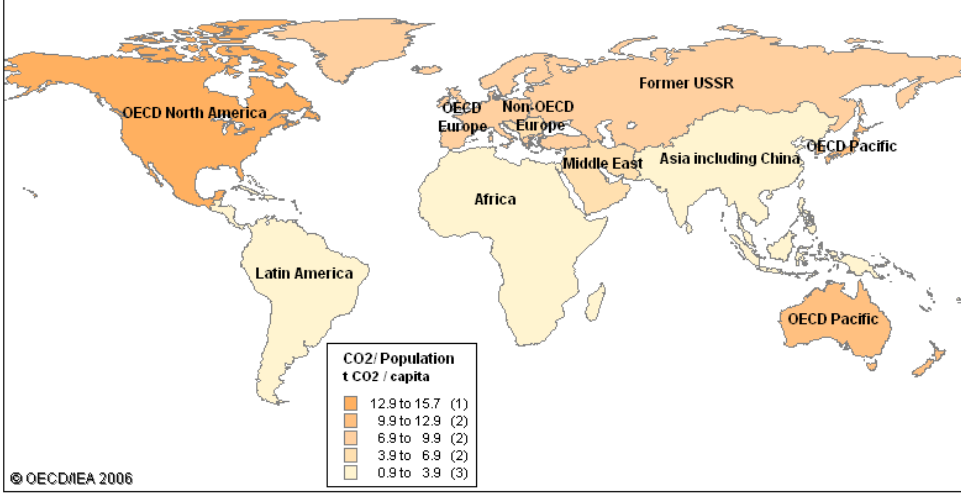 Former USSR
OECD North America
OECD
Europe
Non-OECD
Europe
OECD Pacific
Middle East
Asia including China
Africa
Latin America
OECD Pacific
CO2/ Population
t CO2 / capita
12.9 to 15.7 (1)
9.9 to 12.9 (2)
6.9 to 9.9 (2)
3.9 to 6.9 (2)
0.9 to 3.9 (3)
© OECD/IEA 2006